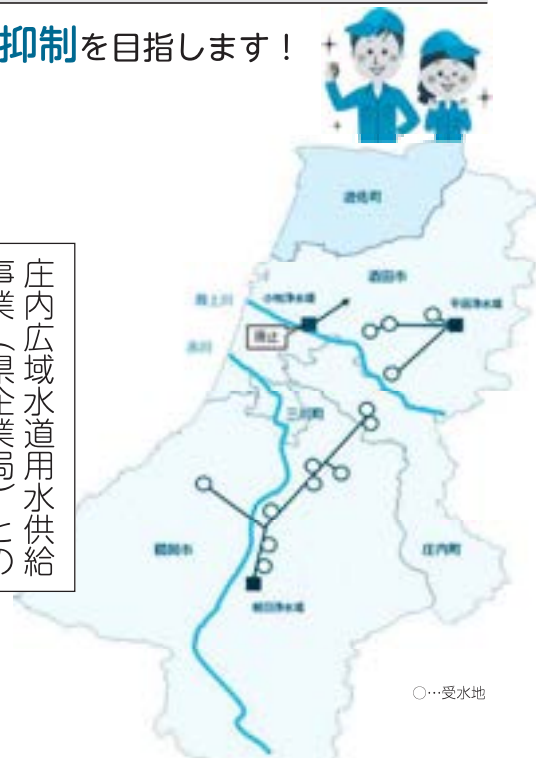 抑制を目指します！
庄内広域水道用水供給
事業（県企業局）との
遊佐町
酒田市
最上川
小牧浄水場
平田浄水場
廃止
赤川
三川町
鶴岡市
庄内町
朝日浄水場
○…受水地